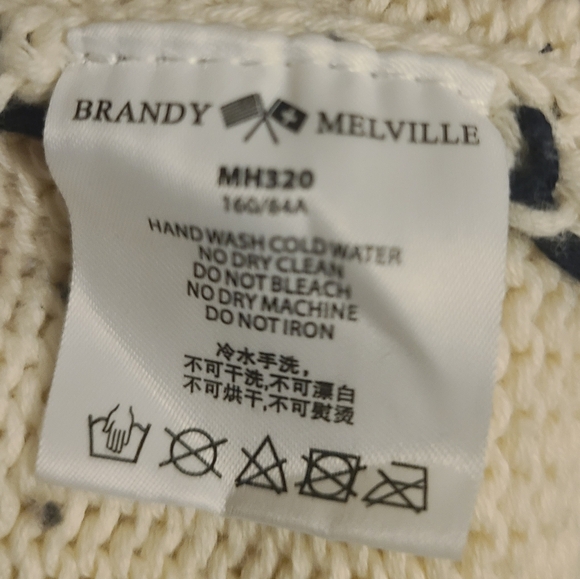 BRANDY MELVILLE
MH320
160/84A
HAND WASH COLD WATER
NO DRY CLEAN
DO NOT BLEACH
NO DRY MACHINE
DO NOT IRON
冷水手洗，
不可干洗,不可漂白
不可烘干,不可熨烫